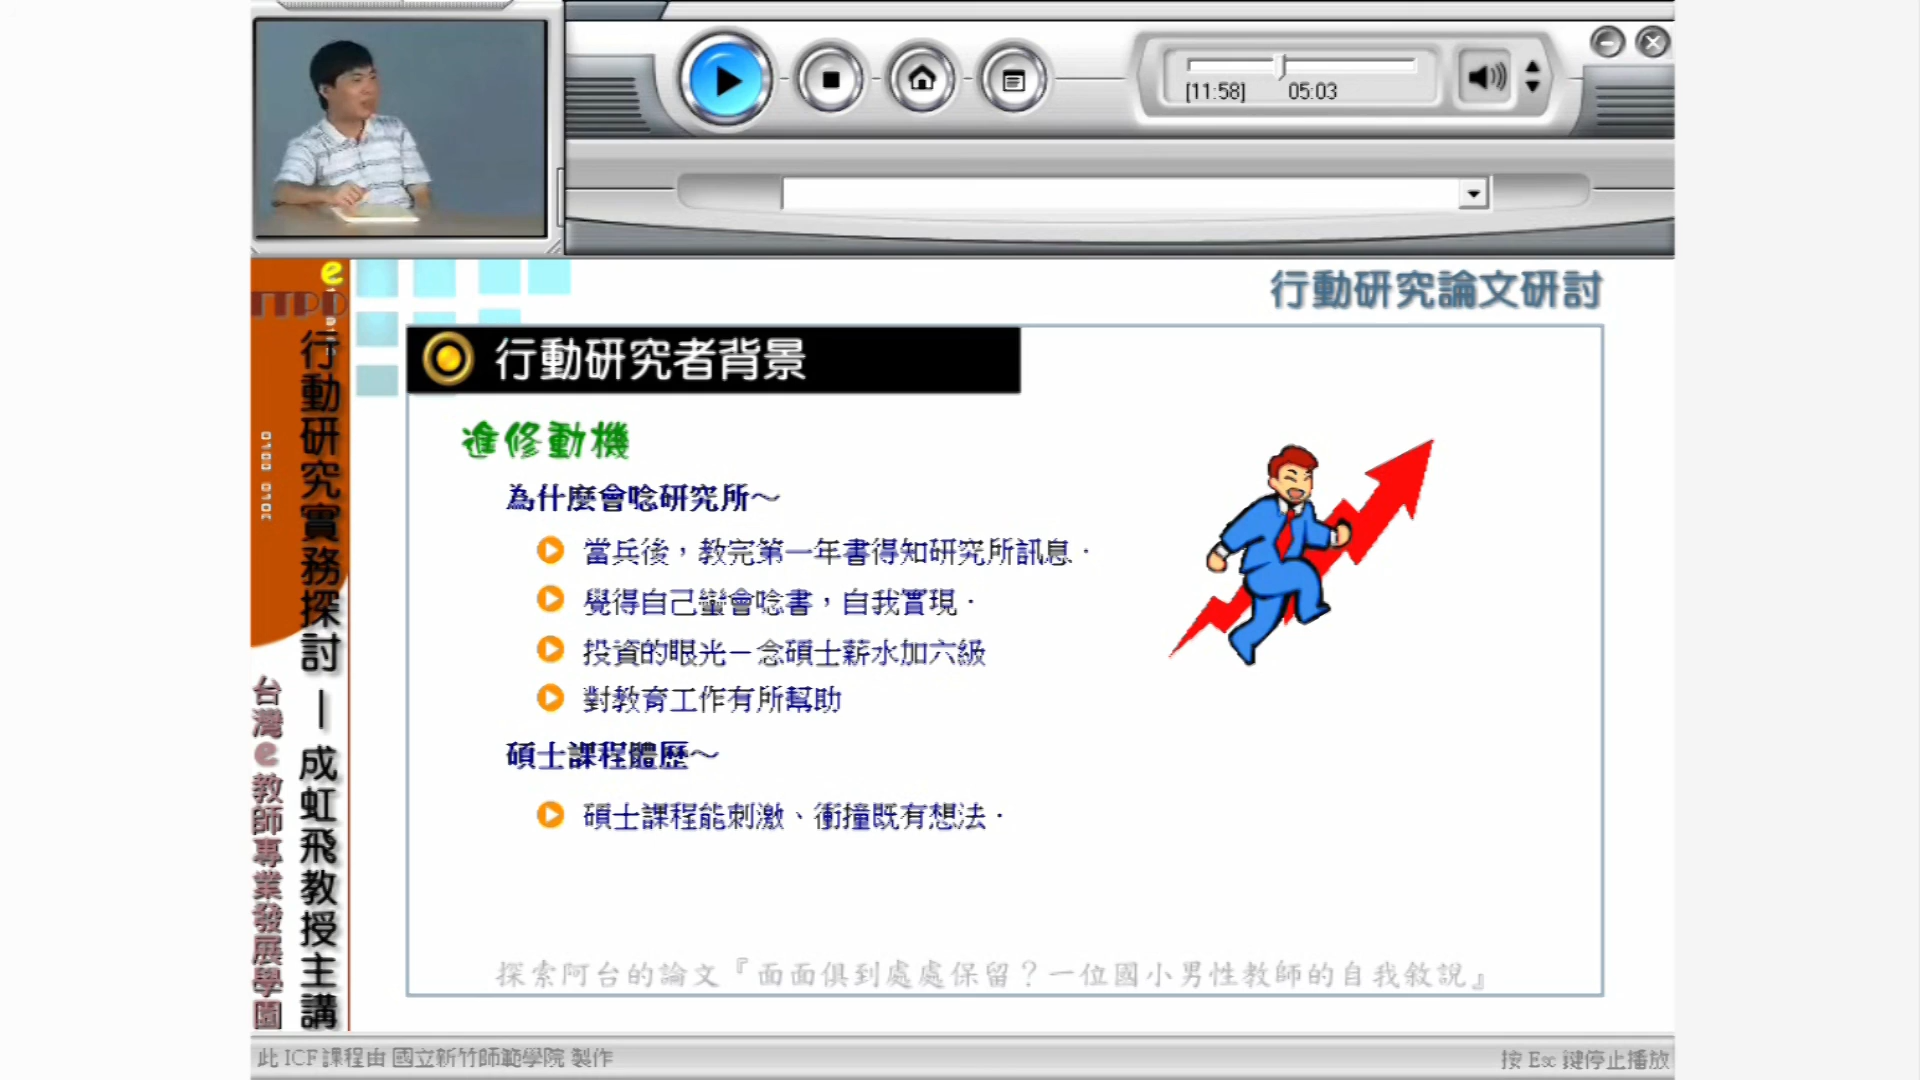 [11:58] 05:03
行動研究論文研討
行動研究者背景
進修動機
為什麼會唸研究所～
當兵後，教完第一年書得知研究所訊息．
覺得自己蠻會唸書，自我實現．
投資的眼光－念碩士薪水加六級
對教育工作有所幫助
碩士課程體歷～
碩士課程能刺激、衝撞既有想法．
探索阿台的論文『面面俱到處處保留？一位國小男性教師的自我敘說』
行動研究實務探討－成虹飛教授主講
台灣e教師專業發展學園
此 ICF 課程由 國立新竹師範學院 製作
按 Esc 鍵停止播放